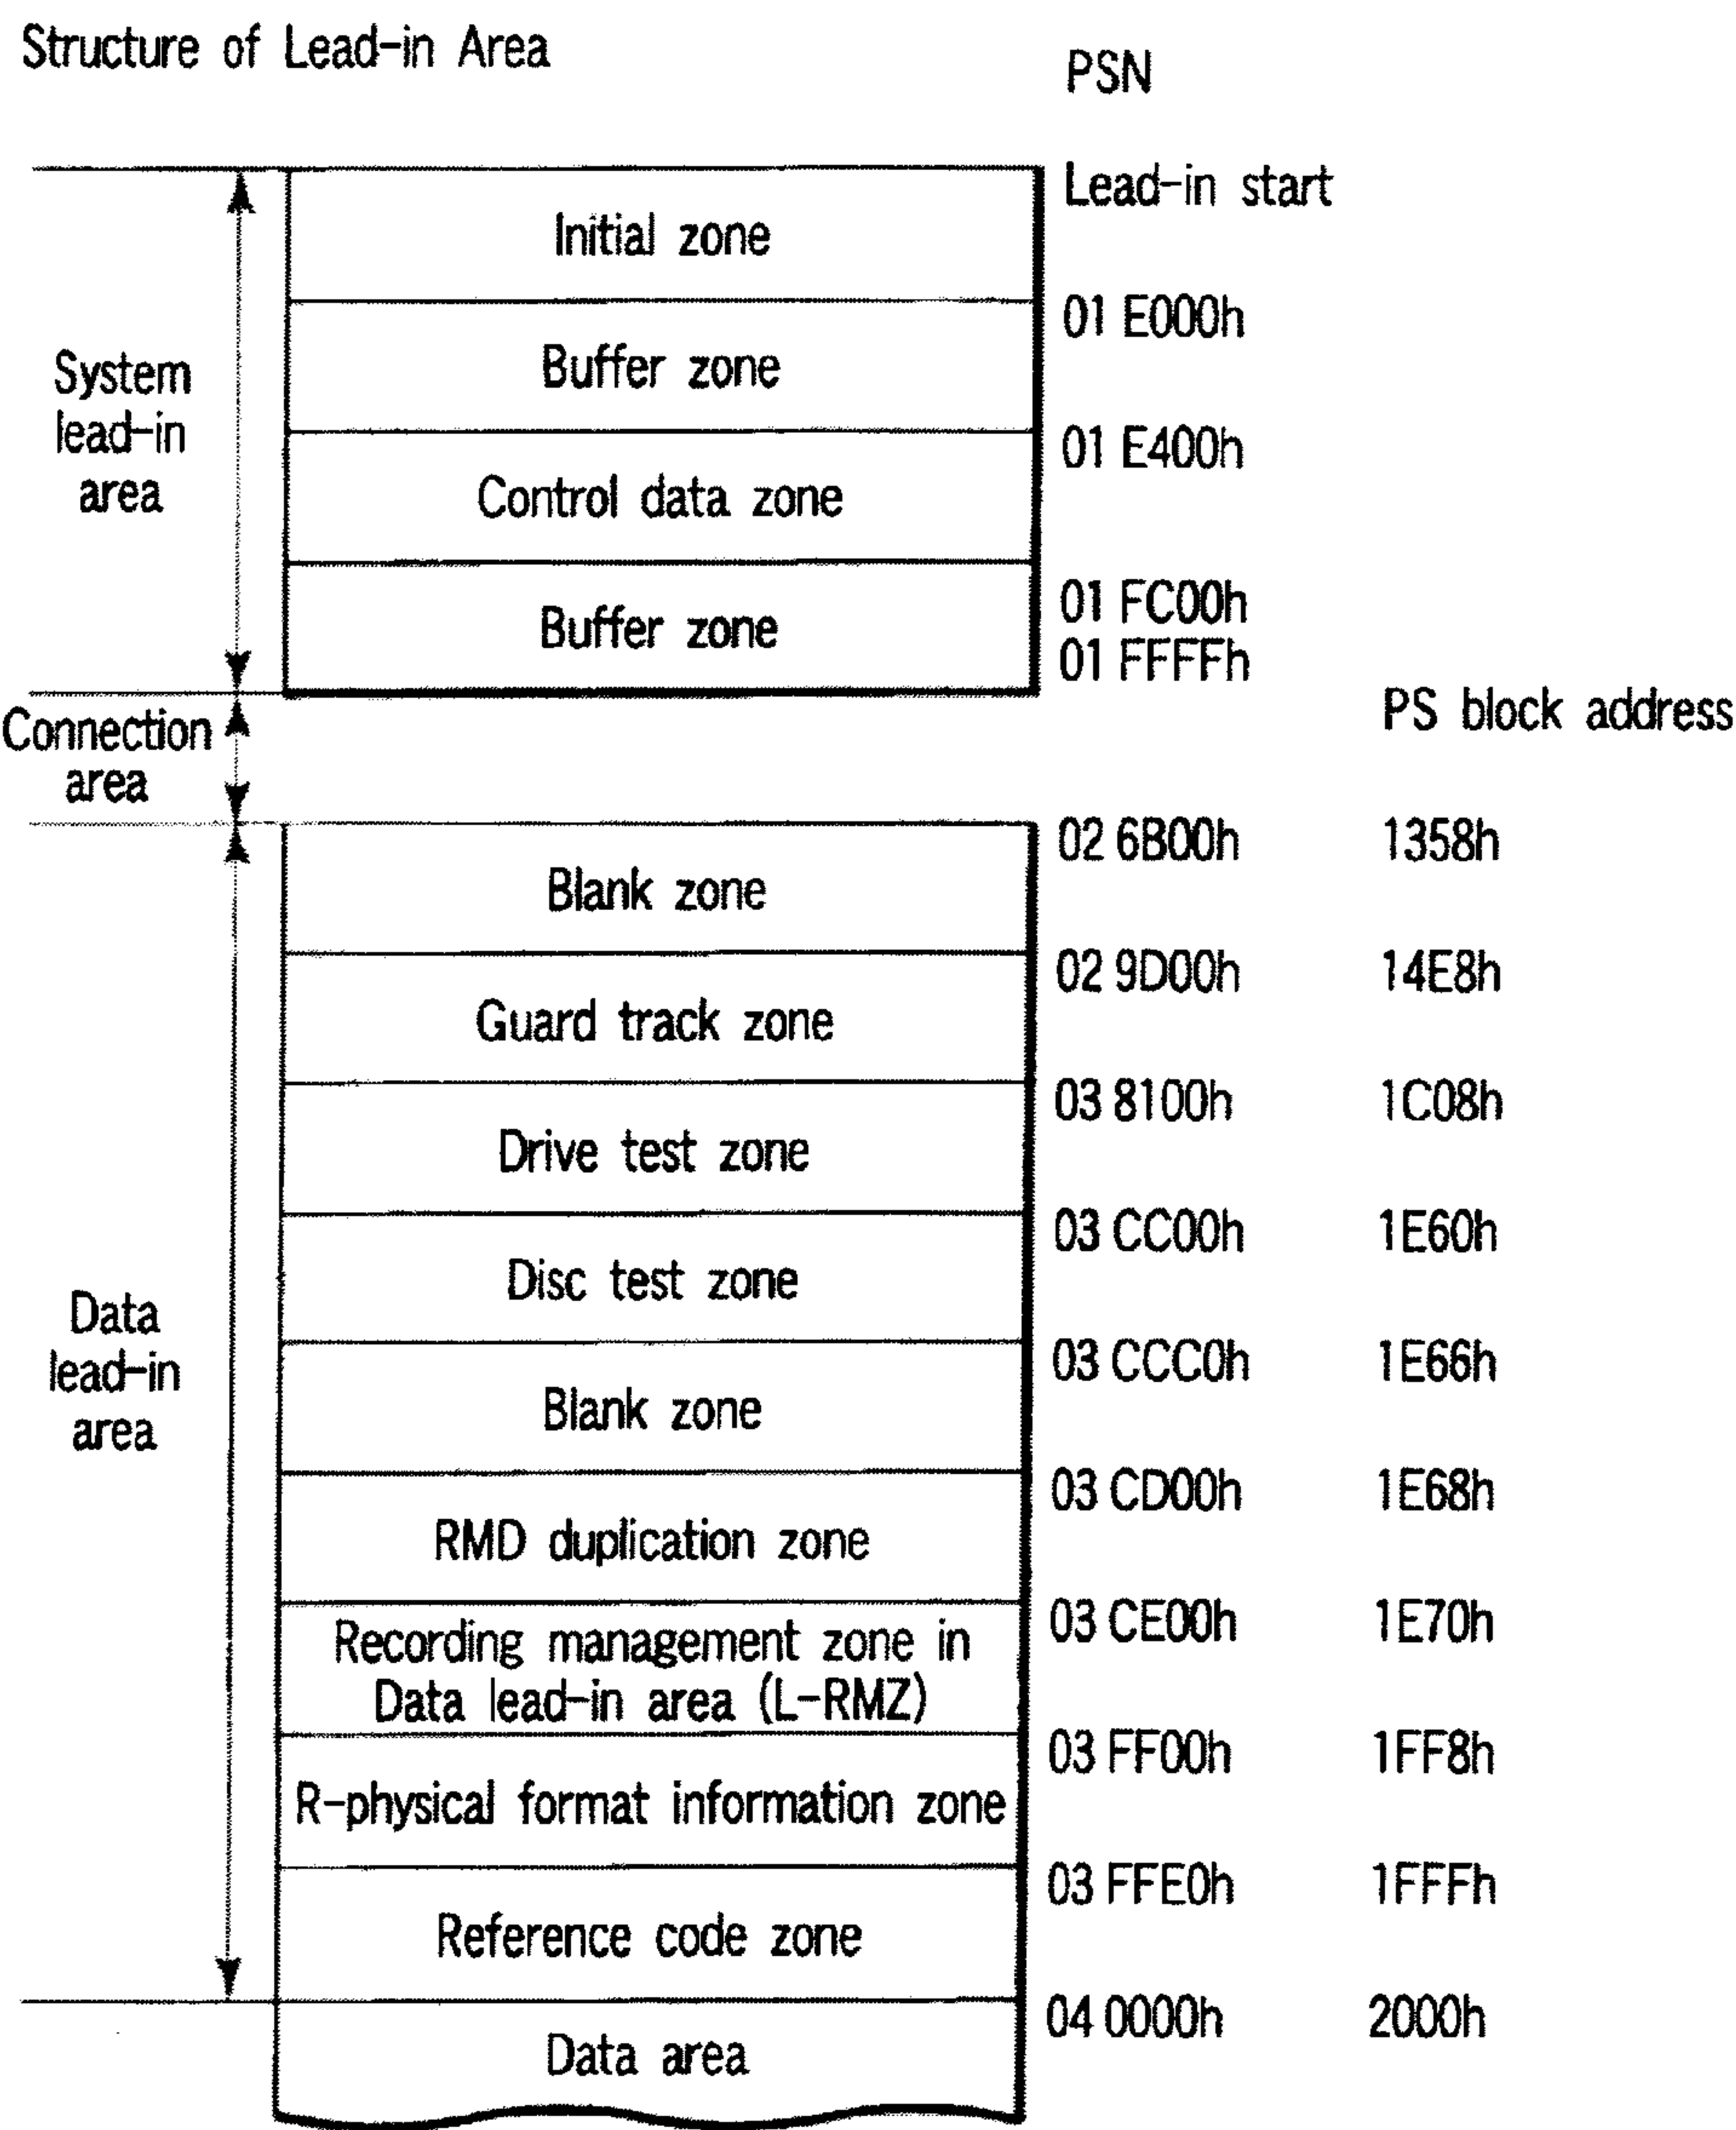 Structure of Lead-in Area
PSN
Lead-in start
Initial zone
01 E000h
Buffer zone
System
lead-in
area
01 E400h
Control data zone
01 FC00h
Buffer zone
01 FFFFh
PS block address
Connection
area
02 6B00h 1358h
Blank zone
02 9D00h 14E8h
Guard track zone
03 8100h 1C08h
Drive test zone
03 CC00h 1E60h
Disc test zone
Data
lead-in
area
03 CCC0h 1E66h
Blank zone
03 CD00h 1E68h
RMD duplication zone
03 CE00h 1E70h
Recording management zone in
Data lead-in area (L-RMZ)
03 FF00h 1FF8h
R-physical format information zone
03 FFE0h 1FFFh
Reference code zone
04 0000h 2000h
Data area